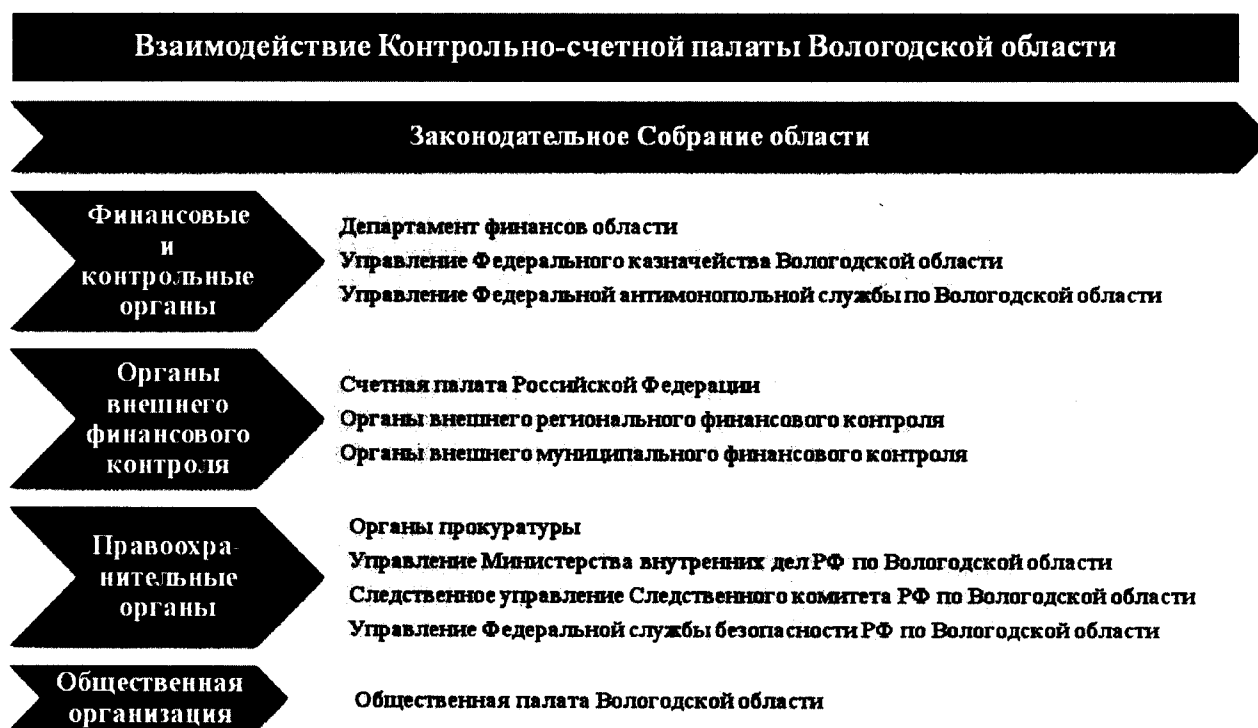 Взаимодействие Контрольно-счетной палаты Вологодской области
Законодательное Собрание области
Финансовые
и
контрольные
органы
Департамент финансов области
Управление Федерального казначейства Вологодской области
Управление Федеральной антимонопольной службы по Вологодской области
Органы
внешнего
финансового
контроля
Счетная палата Российской Федерации
Органы внешнего регионального финансового контроля
Органы внешнего муниципального финансового контроля
Правоохра-
нительные
органы
Органы прокуратуры
Управление Министерства внутренних дел РФ по Вологодской области
Следственное управление Следственного комитета РФ по Вологодской области
Управление Федеральной службы безопасности РФ по Вологодской области
Общественная
организация
Общественная палата Вологодской области